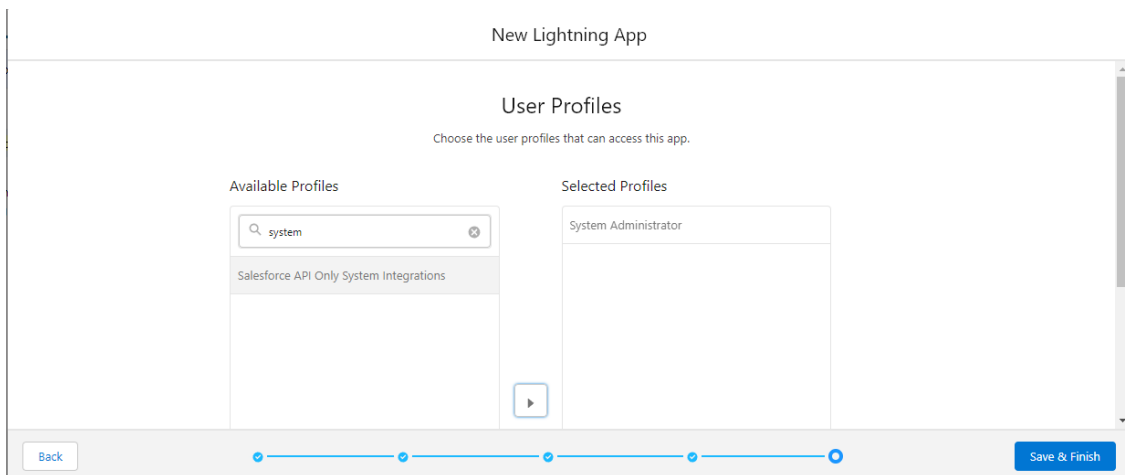 New Lightning App
User Profiles
Choose the user profiles that can access this app.
Available Profiles
Selected Profiles
system
System Administrator
Salesforce API Only System Integrations
Back
Save & Finish